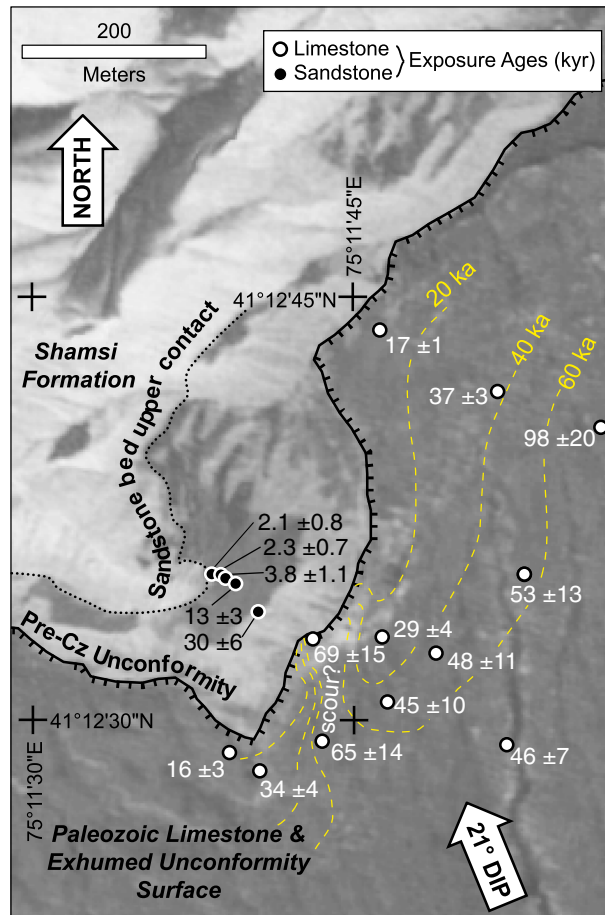 200
Meters
Limestone
Sandstone
Exposure Ages (kyr)
NORTH
75°11'45"E
41°12'45"N
20 ka
40 ka
60 ka
17 ±1
37 ±3
98 ±20
Shamsi
Formation
Sandstone bed upper contact
2.1 ±0.8
2.3 ±0.7
3.8 ±1.1
13 ±3
30 ±6
53 ±13
29 ±4
69 ±15
48 ±11
Pre-Cz Unconformity
scour?
45 ±10
41°12'30"N
65 ±14
46 ±7
16 ±3
34 ±4
75°11'30"E
Paleozoic Limestone &
Exhumed Unconformity
Surface
21° DIP